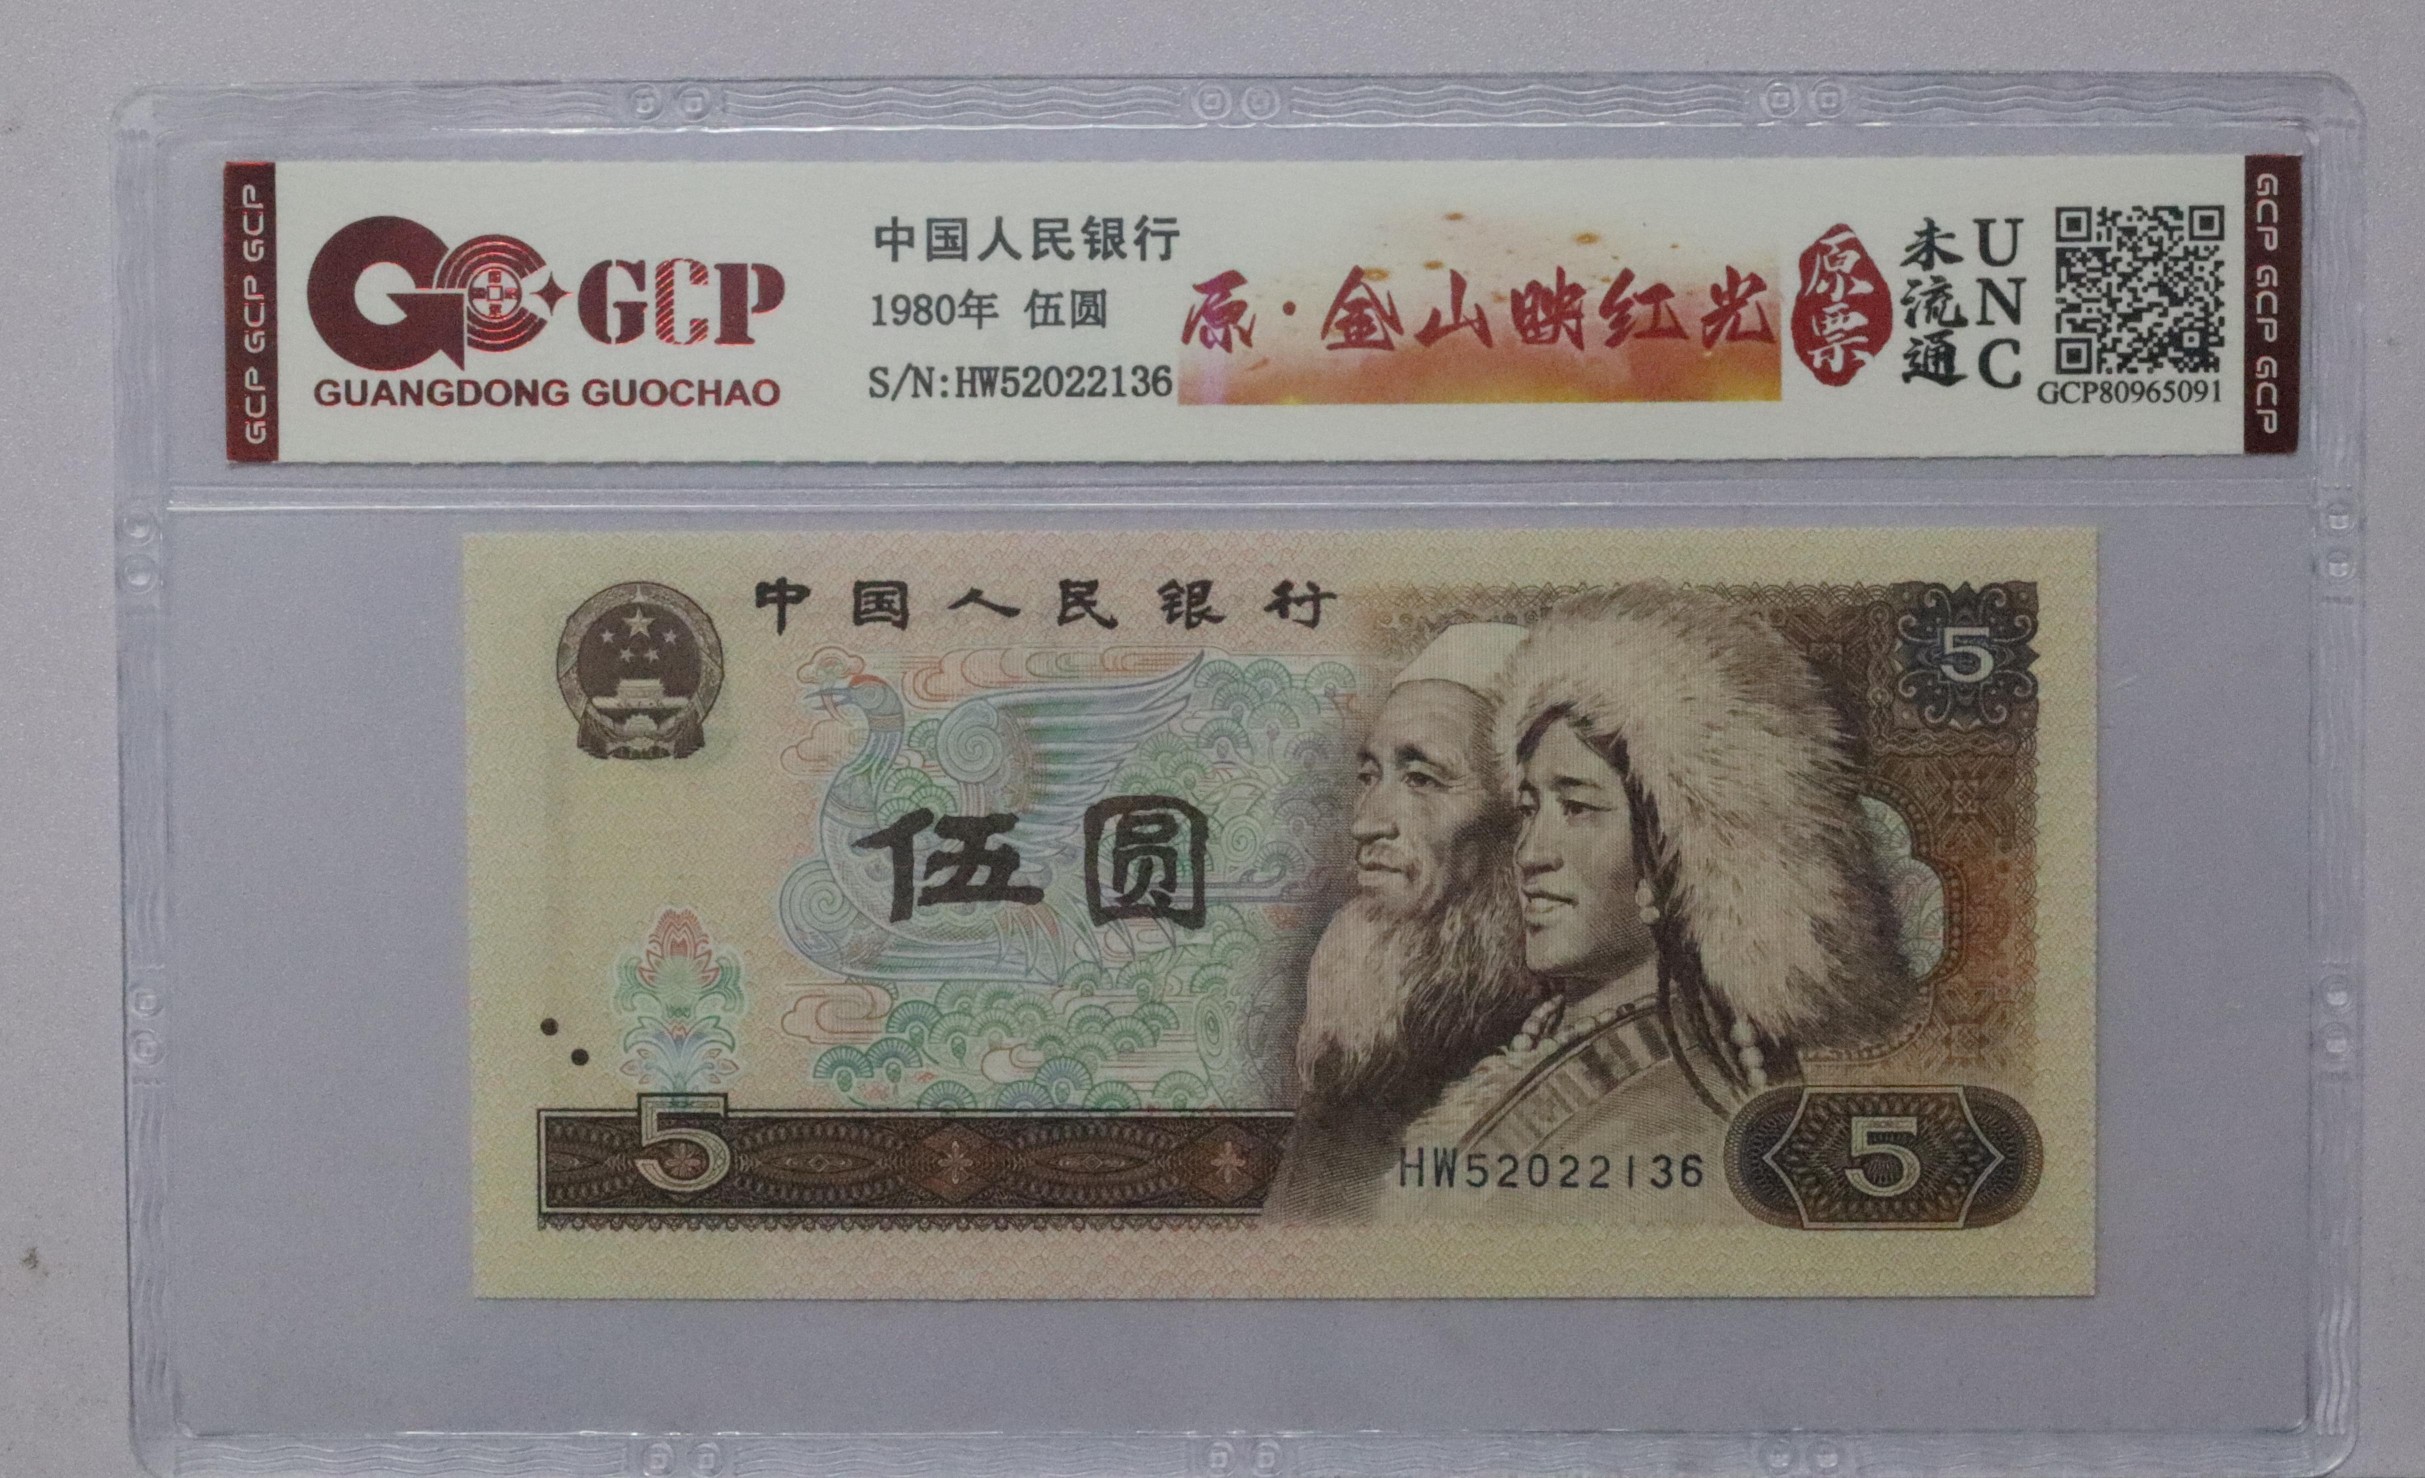 GCP GCP GCP
GCP
GUANGDONG GUOCHAO
中国人民银行
1980年 伍圆
S/N:HW52022136
原·金山映红光
原票
未流通
UNC
GCP80965091
GCP GCP GCP
中国人民银行
5
伍圆
5
HW52022136
5